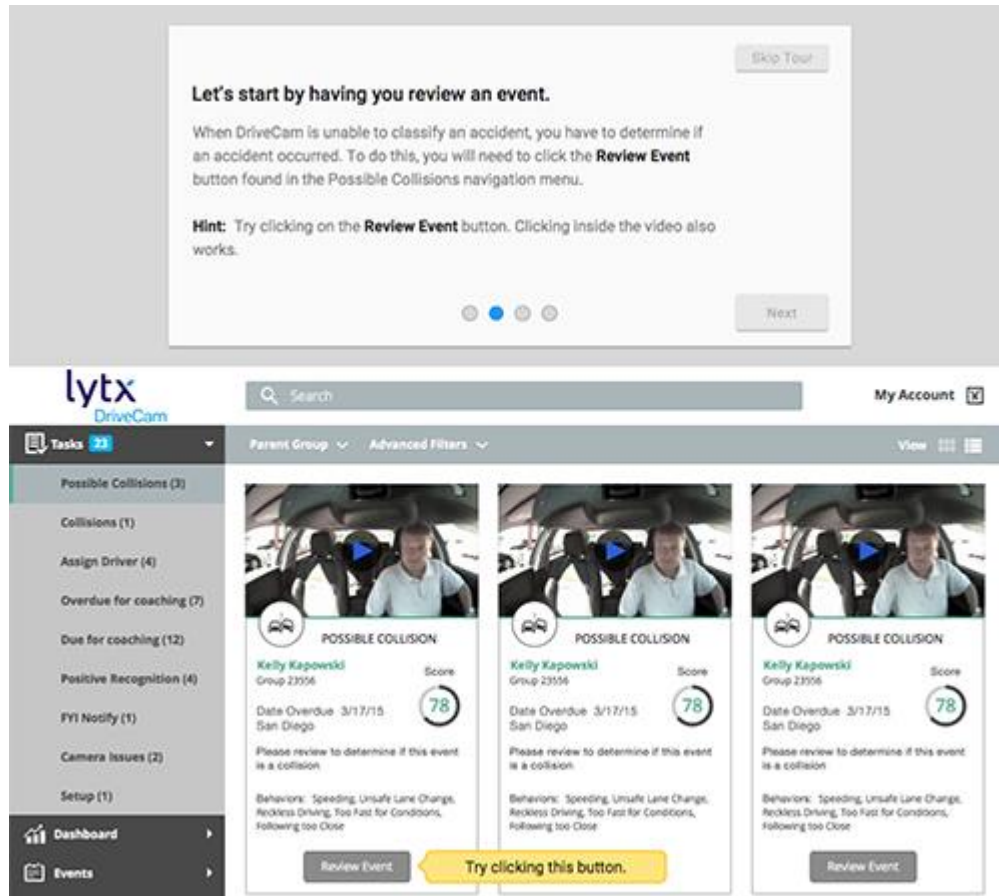 Skip Tour
Let's start by having you review an event.
When DriveCam is unable to classify an accident, you have to determine if
an accident occurred. To do this, you will need to click the Review Event
button found in the Possible Collisions navigation menu.
Hint: Try clicking on the Review Event button. Clicking inside the video also
works.
Next
lytx
DriveCam
Search
My Account
Tasks 23
Parent Group
Advanced Filters
View
Possible Collisions (3)
Collisions (1)
Assign Driver (4)
Overdue for coaching (7)
Due for coaching (12)
Positive Recognition (4)
FYI Notify (1)
Camera Issues (2)
Setup (1)
Dashboard
Events
POSSIBLE COLLISION
Kelly Kapowski
Group 23556
Score
78
Date Overdue 3/17/15
San Diego
Please review to determine if this event
is a collision
Behaviors: Speeding, Unsafe Lane Change,
Reckless Driving, Too Fast for Conditions,
Following too Close
Review Event
Try clicking this button.
POSSIBLE COLLISION
Kelly Kapowski
Group 23556
Score
78
Date Overdue 3/17/15
San Diego
Please review to determine if this event
is a collision
Behaviors: Speeding, Unsafe Lane Change,
Reckless Driving, Too Fast for Conditions,
Following too Close
POSSIBLE COLLISION
Kelly Kapowski
Group 23556
Score
78
Date Overdue 3/17/15
San Diego
Please review to determine if this event
is a collision
Behaviors: Speeding, Unsafe Lane Change,
Reckless Driving, Too Fast for Conditions,
Following too Close
Review Event